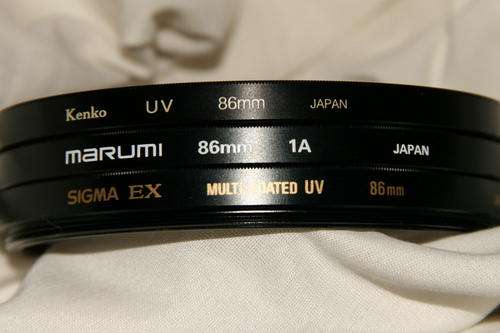 Kenko UV 86mm JAPAN
marumi 86mm 1A JAPAN
SIGMA EX MULTI COATED UV 86mm